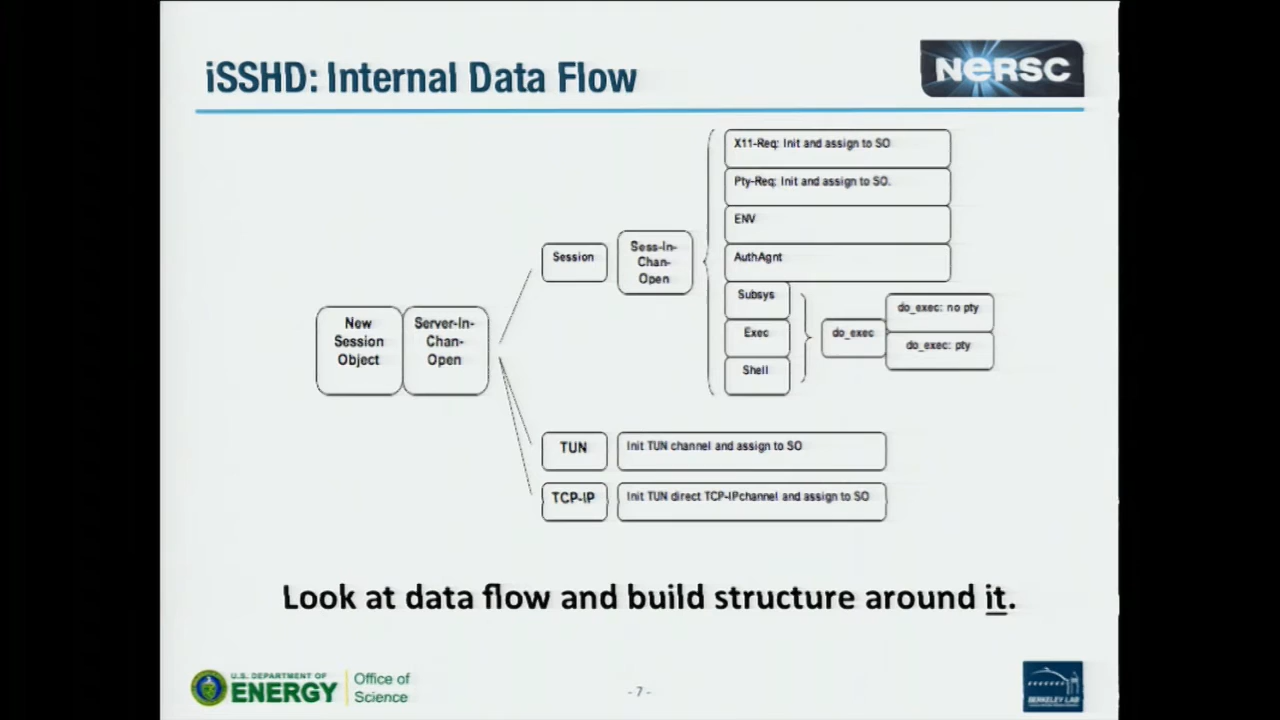 iSSHD: Internal Data Flow
NERSC
X11-Req: Init and assign to SO
Pty-Req: Init and assign to SO.
ENV
AuthAgnt
Session
Sess-In-
Chan-
Open
Subsys
Exec
Shell
do_exec
do_exec: no pty
do_exec: pty
New
Session
Object
Server-In-
Chan-
Open
TUN
Init TUN channel and assign to SO
TCP-IP
Init TUN direct TCP-IPchannel and assign to SO
Look at data flow and build structure around it.
U.S. DEPARTMENT OF
ENERGY
Office of
Science
- 7 -
BERKELEY LAB